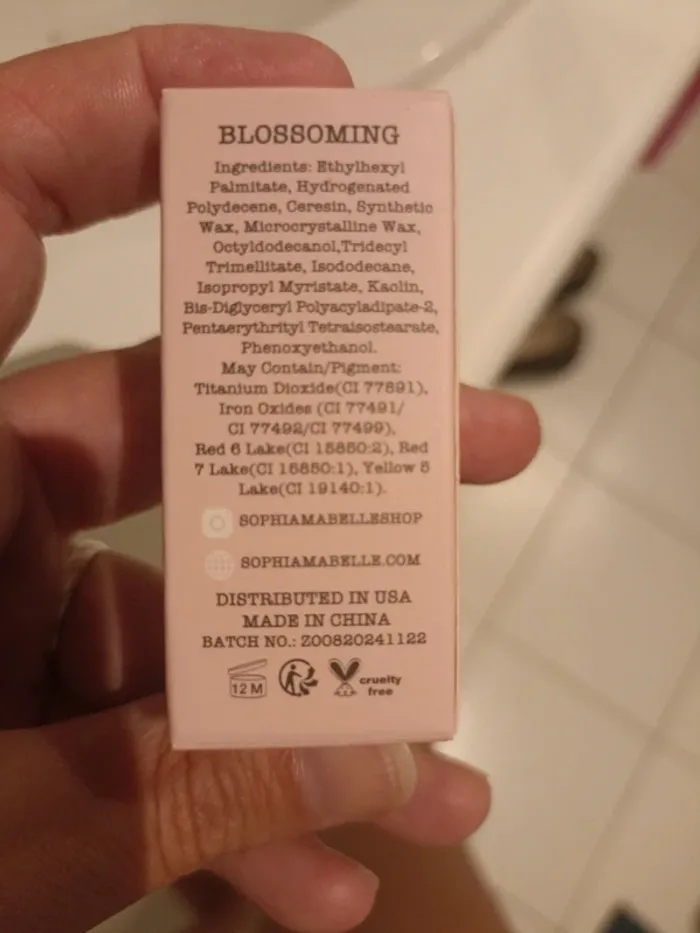 BLOSSOMING
Ingredients: Ethylhexyl
Palmitate, Hydrogenated
Polydecene, Ceresin, Synthetic
Wax, Microcrystalline Wax,
Octyldodecanol,Tridecyl
Trimellitate, Isododecane,
Isopropyl Myristate, Kaolin,
Bis-Diglyceryl Polyacyladipate-2,
Pentaerythrityl Tetraisostearate,
Phenoxyethanol.
May Contain/Pigment:
Titanium Dioxide(CI 77891),
Iron Oxides (CI 77491/
CI 77492/CI 77499),
Red 6 Lake(CI 15850:2), Red
7 Lake(CI 15850:1), Yellow 5
Lake(CI 19140:1).
SOPHIAMABELLESHOP
SOPHIAMABELLE.COM
DISTRIBUTED IN USA
MADE IN CHINA
BATCH NO.: Z00820241122
12 M
cruelty
free